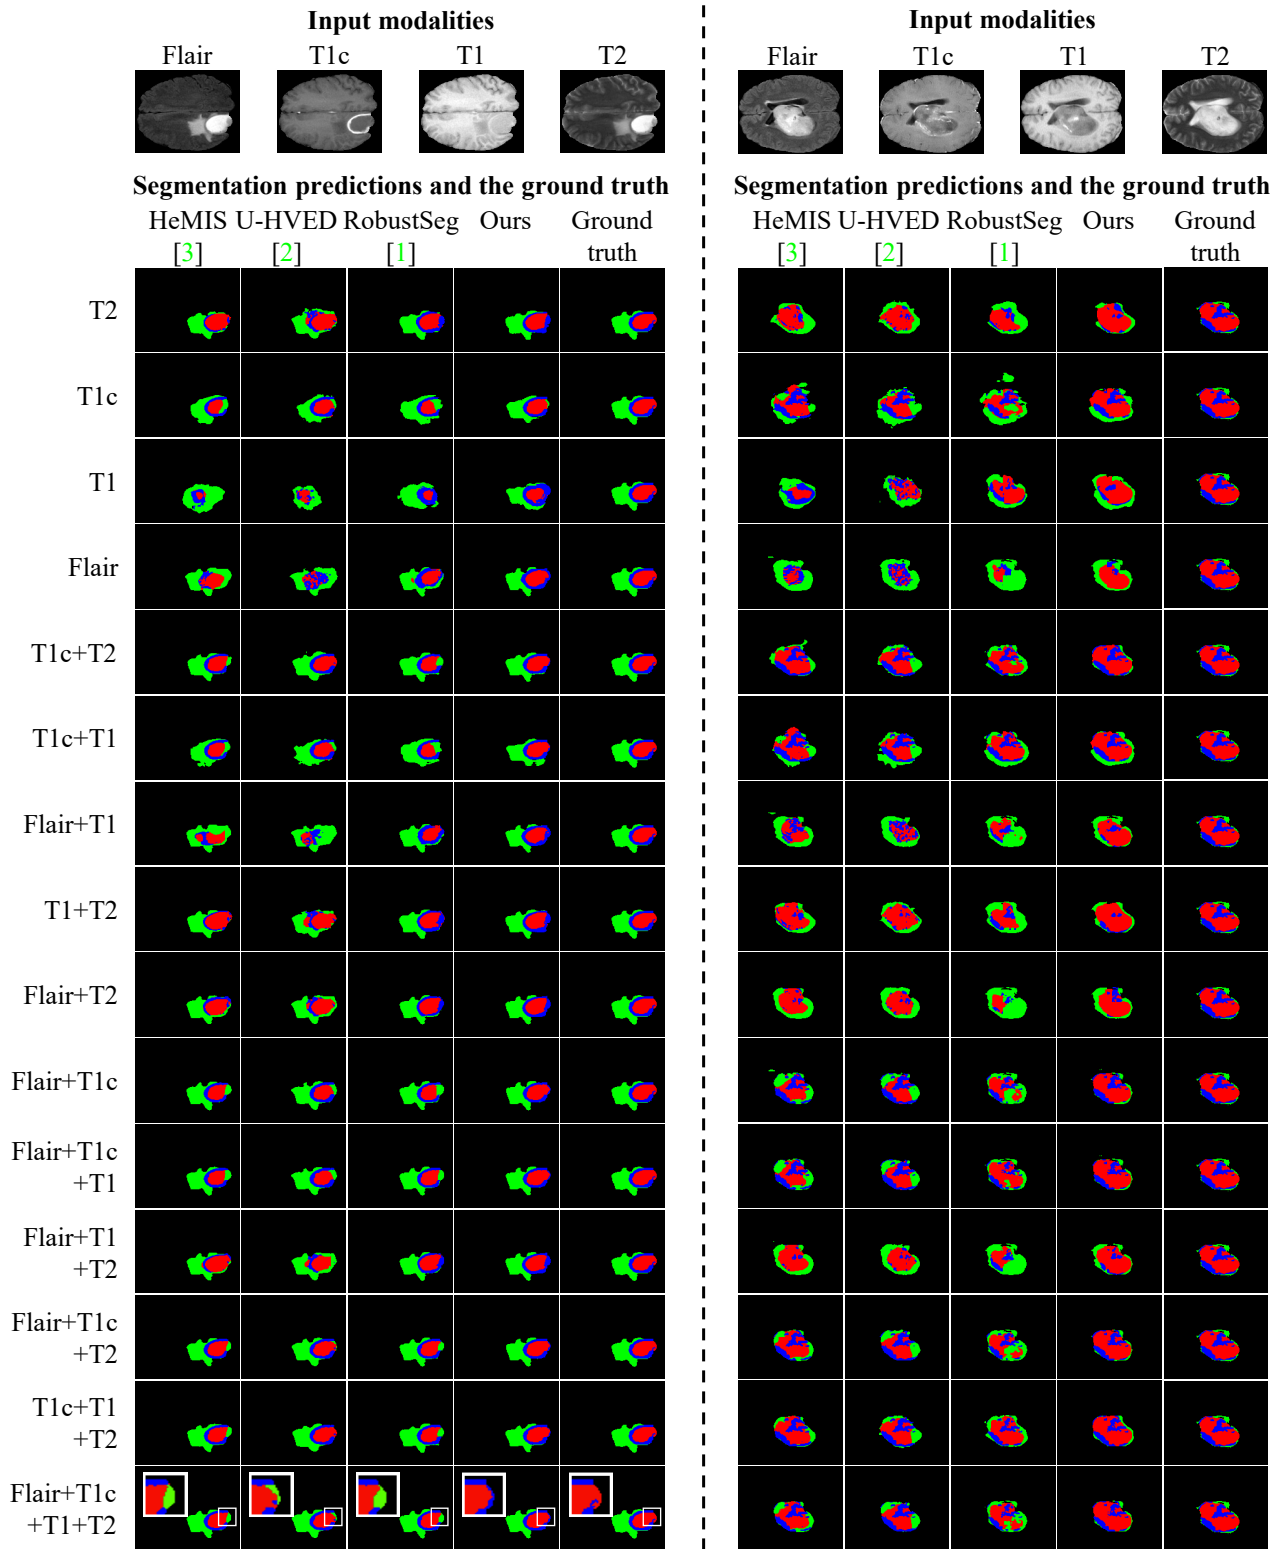 Input modalities
Flair T1c T1 T2
Segmentation predictions and the ground truth
HeMIS U-HVED RobustSeg Ours Ground
[3] [2] [1] truth
Input modalities
Flair T1c T1 T2
Segmentation predictions and the ground truth
HeMIS U-HVED RobustSeg Ours Ground
[3] [2] [1] truth
T2
T1c
T1
Flair
T1c+T2
T1c+T1
Flair+T1
T1+T2
Flair+T2
Flair+T1c
Flair+T1c
+T1
Flair+T1
+T2
Flair+T1c
+T2
T1c+T1
+T2
Flair+T1c
+T1+T2